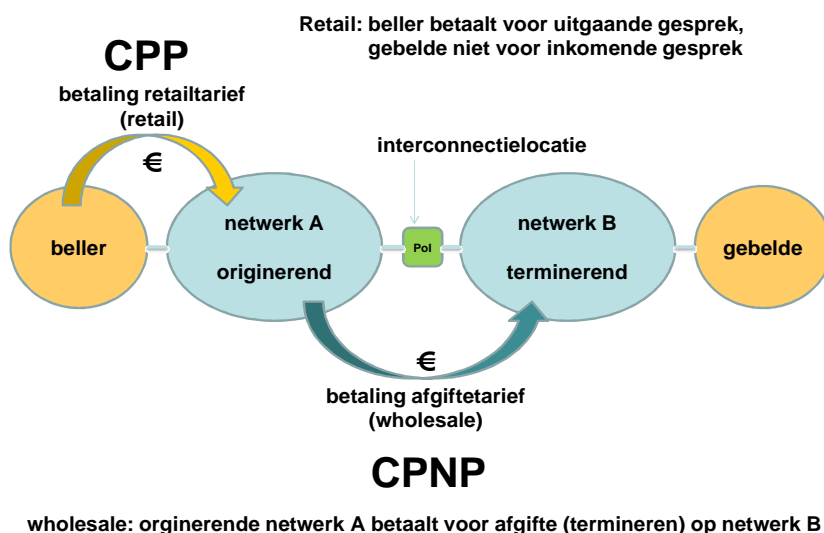 Retail: beller betaalt voor uitgaande gesprek,
gebelde niet voor inkomende gesprek
CPP
betaling retailtarief
(retail)
€
interconnectielocatie
beller
netwerk A
originerend
PoI
netwerk B
terminerend
gebelde
€
betaling afgiftetarief
(wholesale)
CPNP
wholesale: orginerende netwerk A betaalt voor afgifte (termineren) op netwerk B